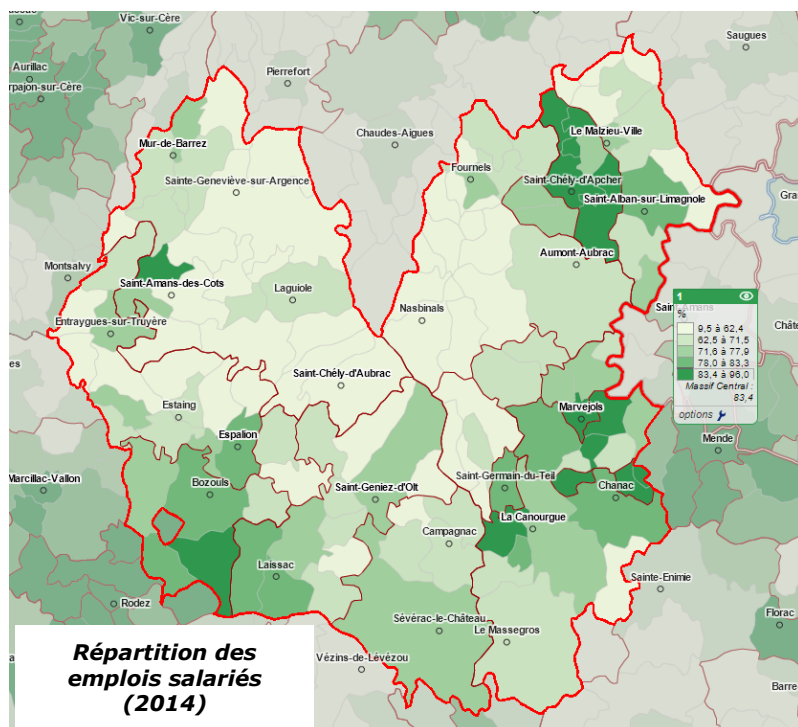 Vic-sur-Cère
Saugues
Aurillac
Pierrefort
rpajon-sur-Cère
Chaudes-Aigues
Le Malzieu-Ville
Mur-de-Barrez
Fournels
Sainte-Geneviève-sur-Argence
Saint-Chély-d'Apcher
Saint-Alban-sur-Limagnole
Gra
Montsalvy
Aumont-Aubrac
Saint-Amans-des-Cots
Laguiole
Nasbinals
Entraygues-sur-Truyère
Saint-Chély-d'Aubrac
Estaing
Marvejols
Espalion
Mende
Marcillac-Vallon
Bozouls
Saint-Geniez-d'Olt
Saint-Germain-du-Teil
Chanac
La Canourgue
Campagnac
Laissac
Sainte-Enimie
Rodez
Florac
Sévérac-le-Château
Le Massegros
Vézins-de-Lévézou
Barre
1
%
9,5 à 62,4
62,5 à 71,5
71,6 à 77,9
78,0 à 83,3
83,4 à 96,0
Massif Central :
83,4
options
Répartition des
emplois salariés
(2014)